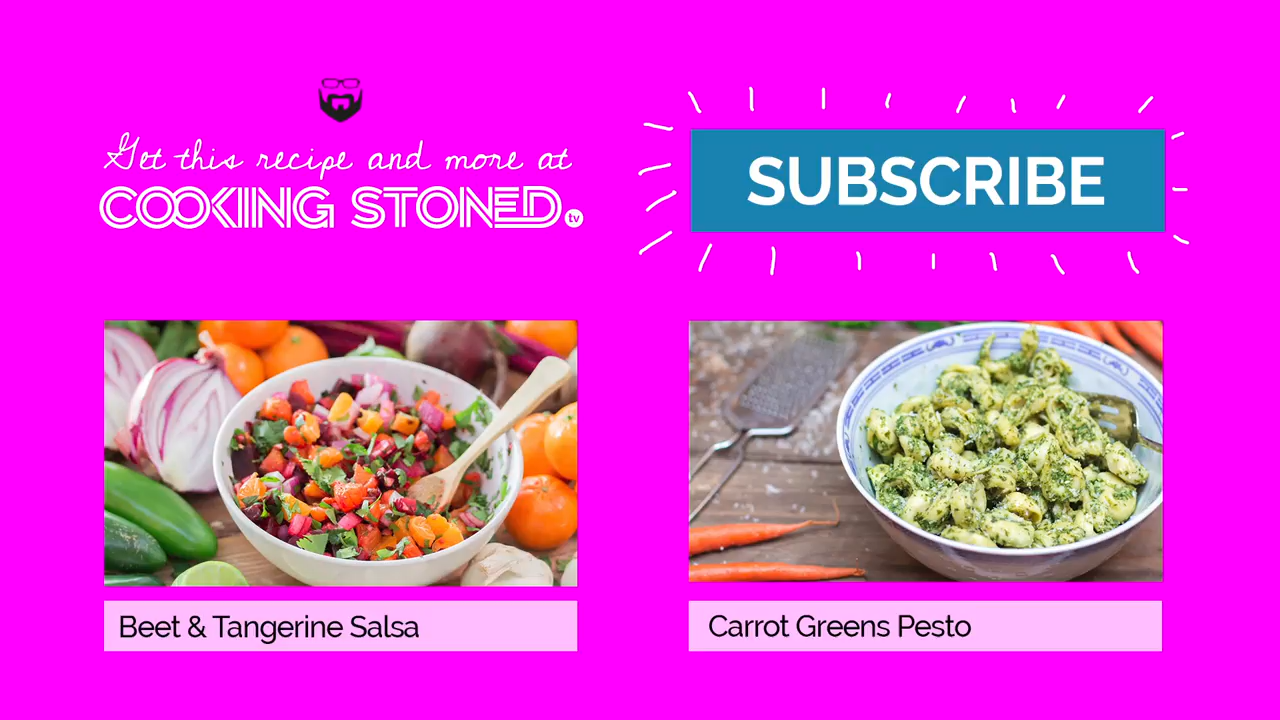 Get this recipe and more at
COOKING STONED
tv
SUBSCRIBE
Beet & Tangerine Salsa
Carrot Greens Pesto